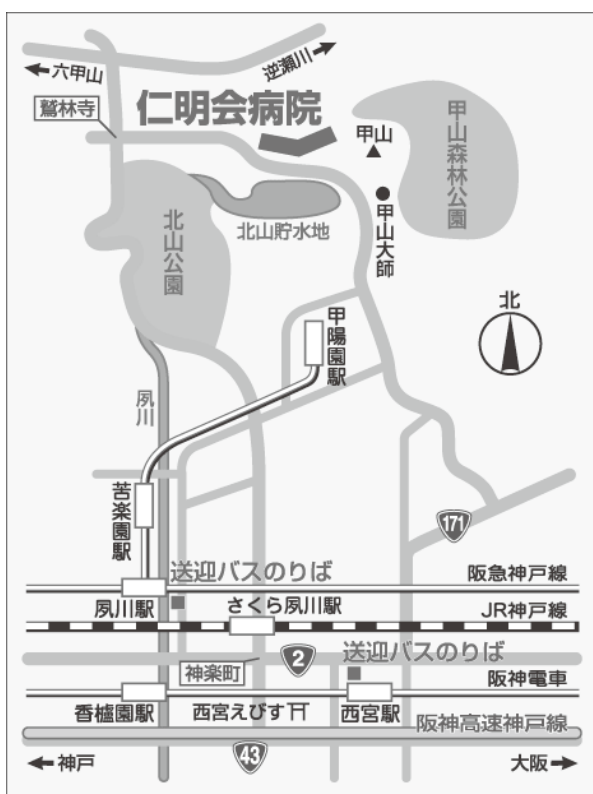 六甲山
逆瀬川
鷲林寺
仁明会病院
甲山
甲山森林公園
甲山大師
北山貯水地
北山公園
北
甲陽園駅
夙川
苦楽園駅
171
送迎バスのりば
阪急神戸線
夙川駅
さくら夙川駅
JR神戸線
2
送迎バスのりば
神楽町
阪神電車
香櫨園駅
西宮えびす
西宮駅
阪神高速神戸線
43
神戸
大阪